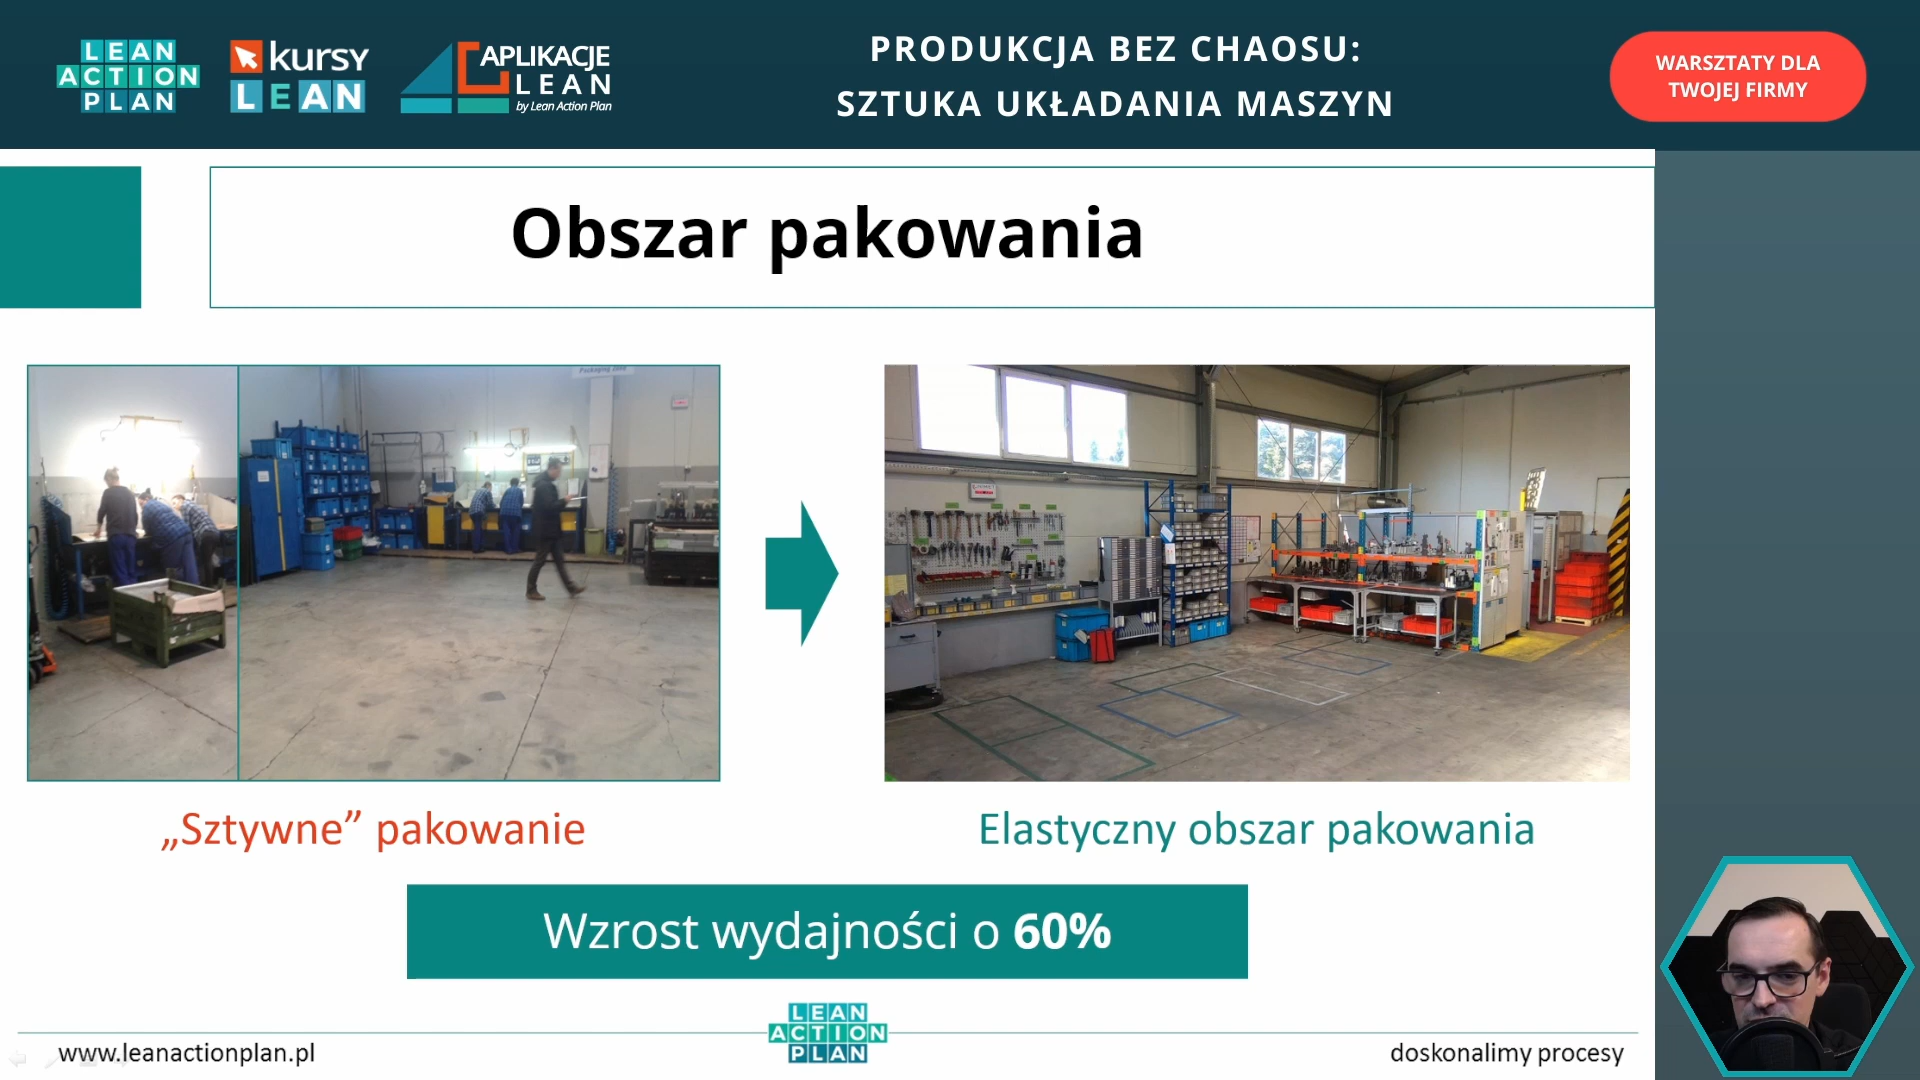 LEAN
ACTION
PLAN
kursy
LEAN
APLIKACJE
LEAN
by Lean Action Plan
PRODUKCJA BEZ CHAOSU:
SZTUKA UKŁADANIA MASZYN
WARSZTATY DLA
TWOJEJ FIRMY
Obszar pakowania
Packaging zone
„Sztywne” pakowanie
Elastyczny obszar pakowania
Wzrost wydajności o 60%
LEAN
ACTION
PLAN
www.leanactionplan.pl
doskonalimy procesy